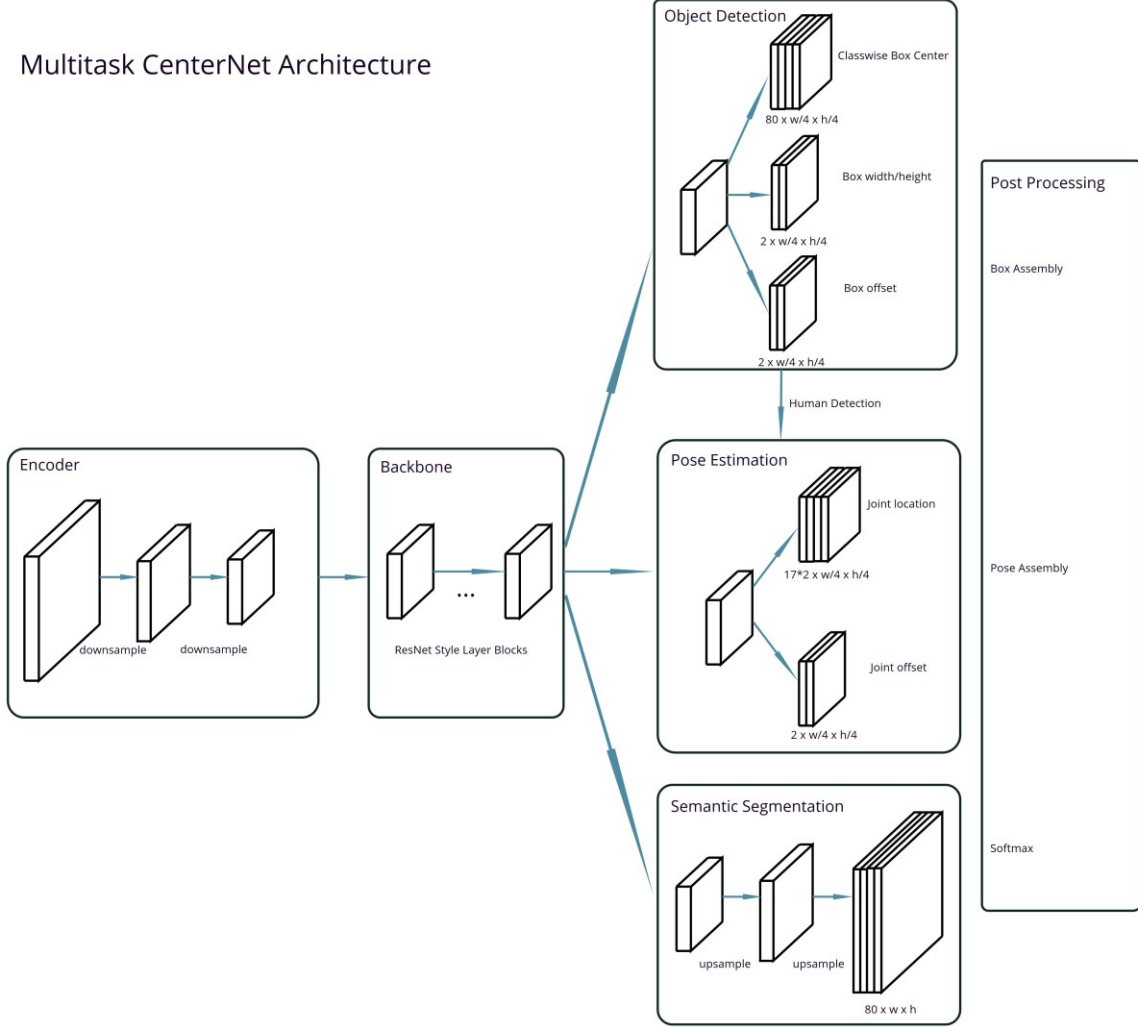 Multitask CenterNet Architecture
Object Detection
Classwise Box Center
80 x w/4 x h/4
Box width/height
2 x w/4 x h/4
Box offset
2 x w/4 x h/4
Human Detection
Encoder
downsample
downsample
Backbone
...
ResNet Style Layer Blocks
Pose Estimation
Joint location
17*2 x w/4 x h/4
Joint offset
2 x w/4 x h/4
Semantic Segmentation
upsample
upsample
80 x w x h
Post Processing
Box Assembly
Pose Assembly
Softmax